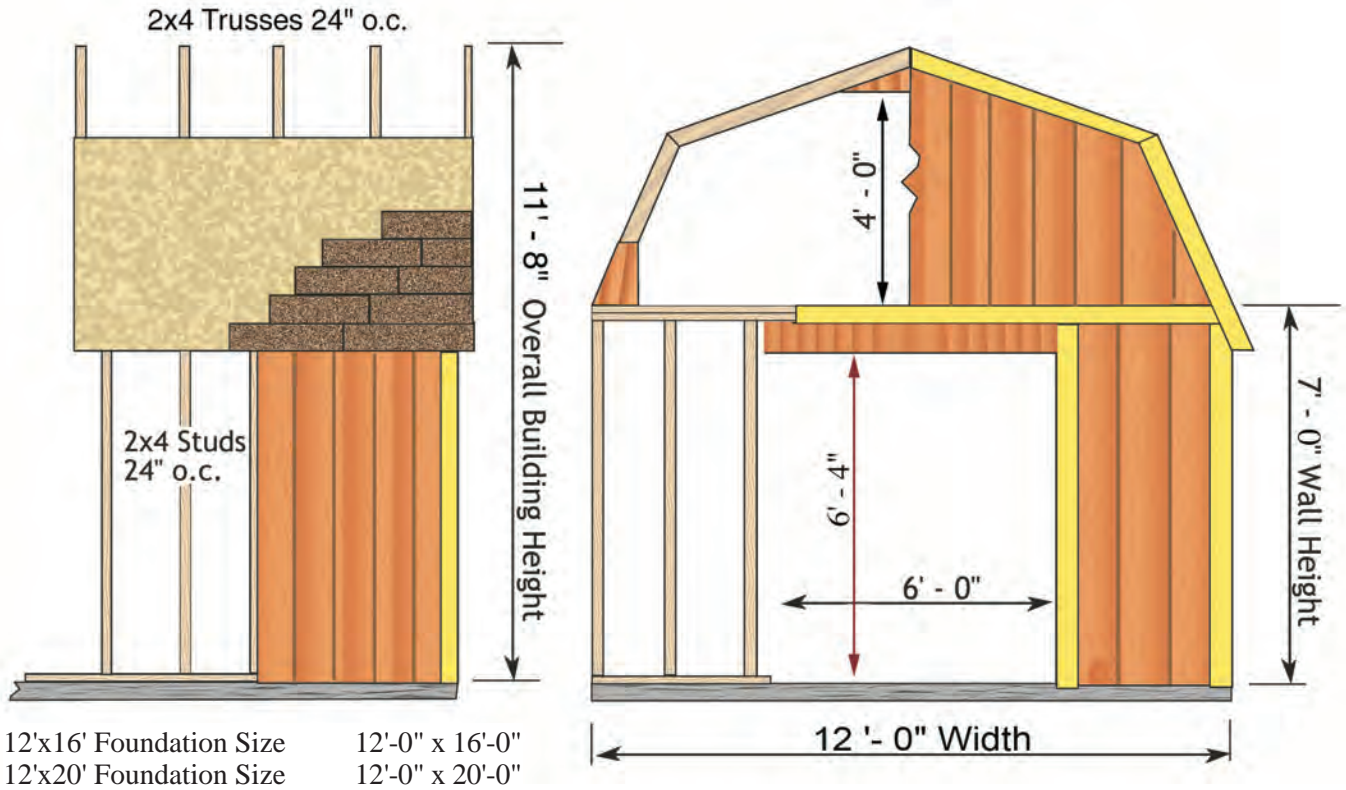 2x4 Trusses 24" o.c.
11' - 8" Overall Building Height
2x4 Studs
24" o.c.
4' - 0"
6' - 4"
6' - 0"
7' - 0" Wall Height
12 '- 0" Width
12'x16' Foundation Size 12'-0" x 16'-0"
12'x20' Foundation Size 12'-0" x 20'-0"